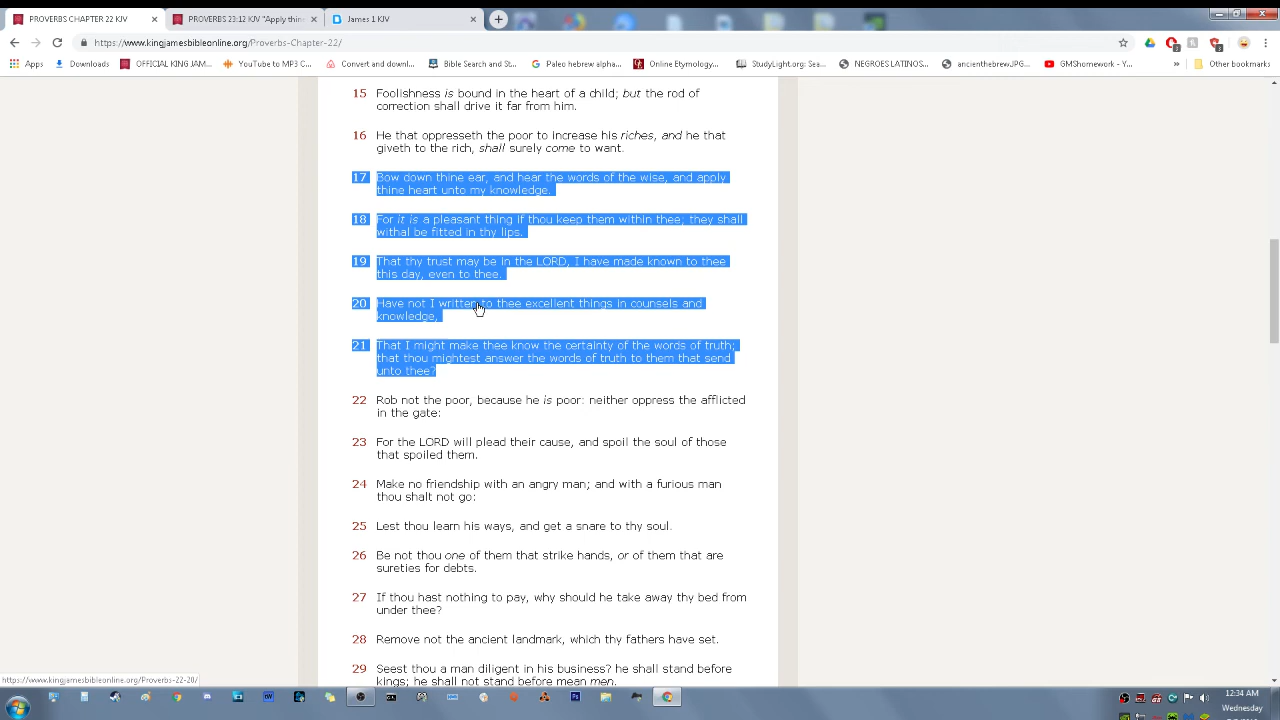 PROVERBS CHAPTER 22 KJV
PROVERBS 23:12 KJV "Apply thine
James 1 KJV
https://www.kingjamesbibleonline.org/Proverbs-Chapter-22/
Apps
Downloads
OFFICIAL KING JAM...
YouTube to MP3 C...
Convert and downl...
Bible Search and St...
Paleo hebrew alpha...
Online Etymology...
StudyLight.org: Sear...
NEGROES LATINOS...
ancienthebrewJPG...
GMShomework - Y...
Other bookmarks
15 Foolishness is bound in the heart of a child; but the rod of
correction shall drive it far from him.
16 He that oppresseth the poor to increase his riches, and he that
giveth to the rich, shall surely come to want.
17 Bow down thine ear, and hear the words of the wise, and apply
thine heart unto my knowledge.
18 For it is a pleasant thing if thou keep them within thee; they shall
withal be fitted in thy lips.
19 That thy trust may be in the LORD, I have made known to thee
this day, even to thee.
20 Have not I written to thee excellent things in counsels and
knowledge,
21 That I might make thee know the certainty of the words of truth;
that thou mightest answer the words of truth to them that send
unto thee?
22 Rob not the poor, because he is poor: neither oppress the afflicted
in the gate:
23 For the LORD will plead their cause, and spoil the soul of those
that spoiled them.
24 Make no friendship with an angry man; and with a furious man
thou shalt not go:
25 Lest thou learn his ways, and get a snare to thy soul.
26 Be not thou one of them that strike hands, or of them that are
sureties for debts.
27 If thou hast nothing to pay, why should he take away thy bed from
under thee?
28 Remove not the ancient landmark, which thy fathers have set.
29 Seest thou a man diligent in his business? he shall stand before
kings; he shall not stand before mean men.
https://www.kingjamesbibleonline.org/Proverbs-22-20/
12:34 AM
Wednesday